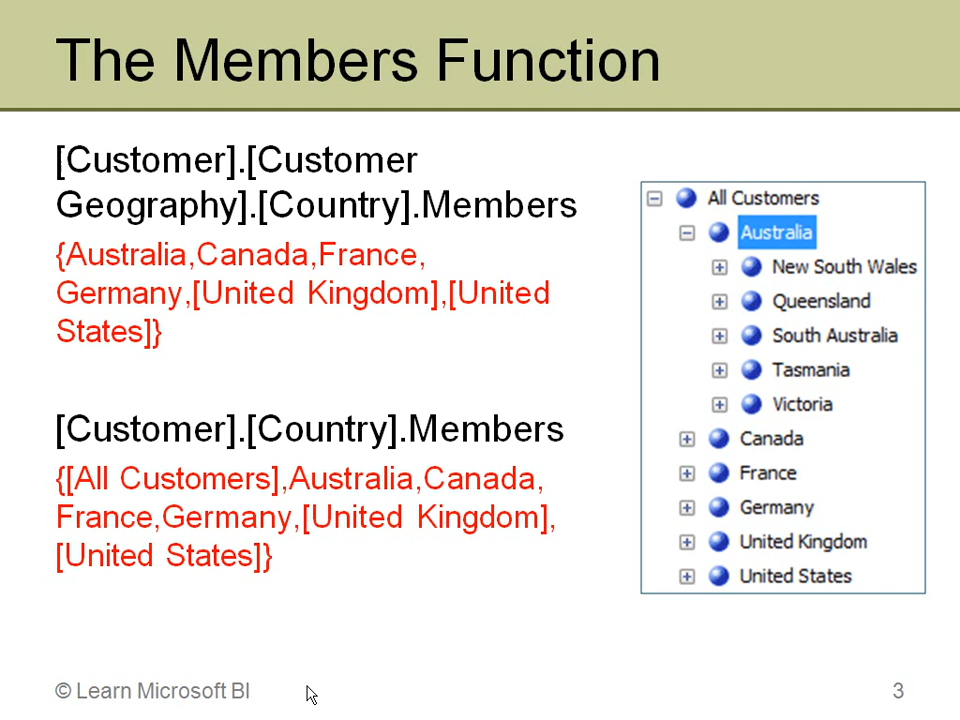 The Members Function
[Customer].[Customer
Geography].[Country].Members
{Australia,Canada,France,
Germany,[United Kingdom],[United
States]}
[Customer].[Country].Members
{[All Customers],Australia,Canada,
France,Germany,[United Kingdom],
[United States]}
All Customers
Australia
New South Wales
Queensland
South Australia
Tasmania
Victoria
Canada
France
Germany
United Kingdom
United States
© Learn Microsoft BI
3